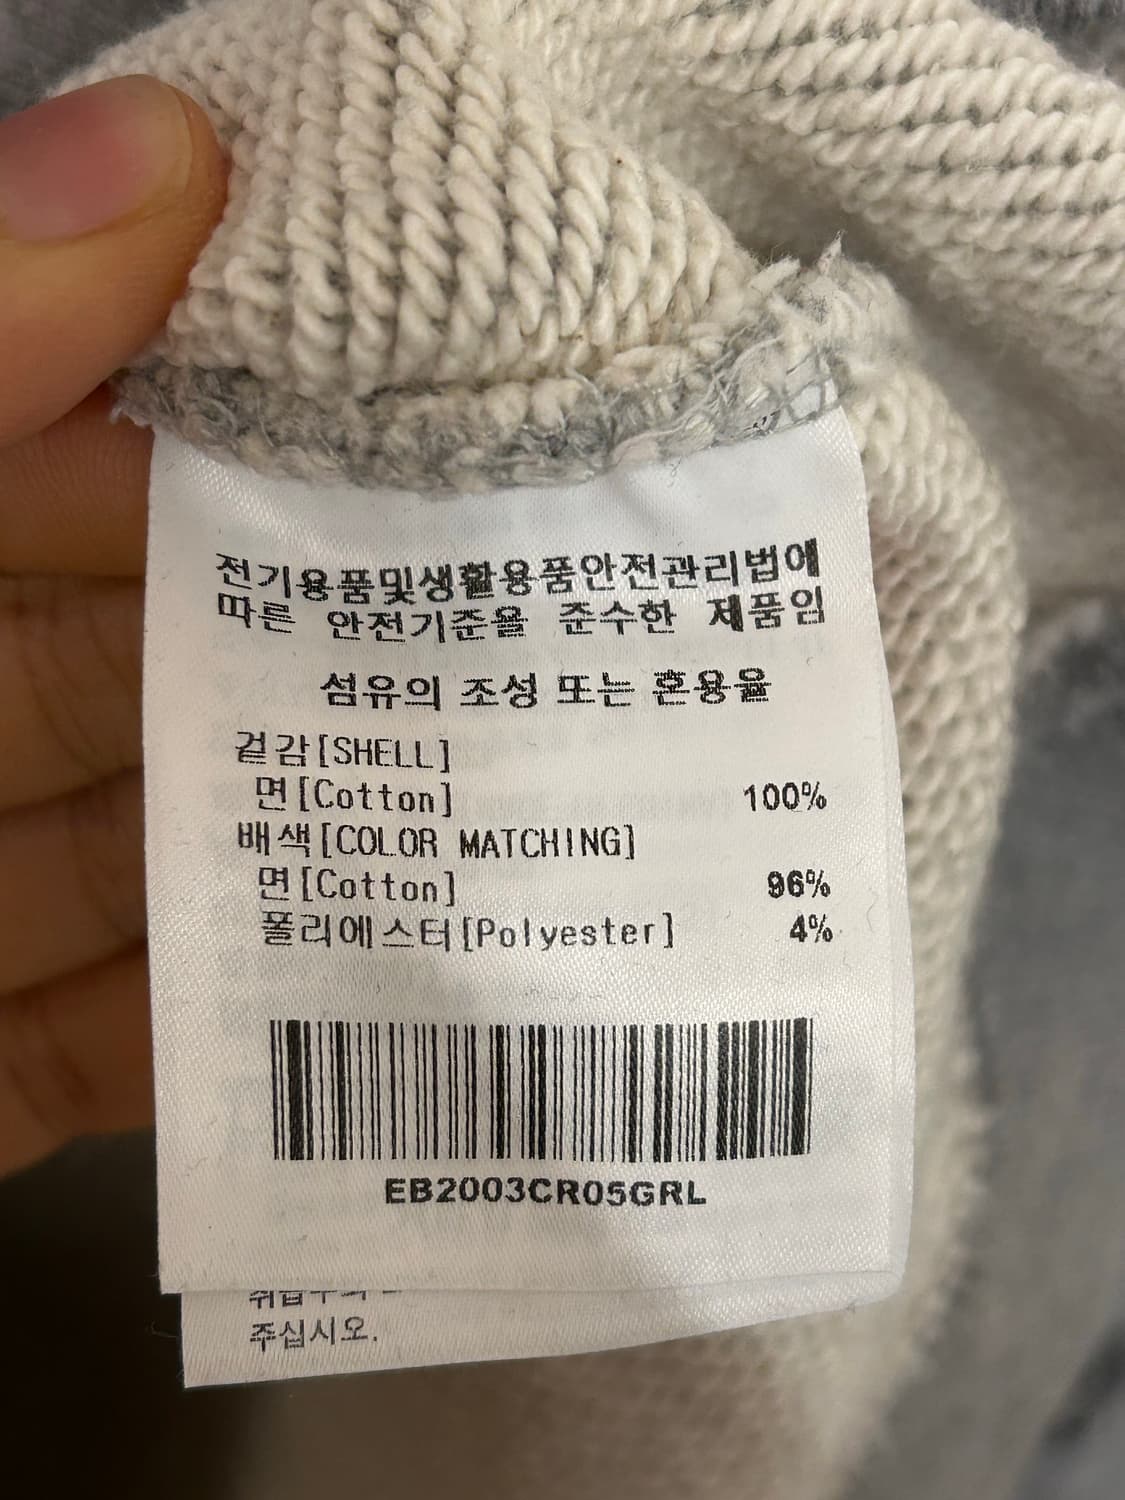 전기용품및생활용품안전관리법에
따른 안전기준을 준수한 제품임
섬유의 조성 또는 혼용율
겉감[SHELL]
면[Cotton] 100%
배색[COLOR MATCHING]
면[Cotton] 96%
폴리에스터[Polyester] 4%
EB2003CR05GRL
주십시오.